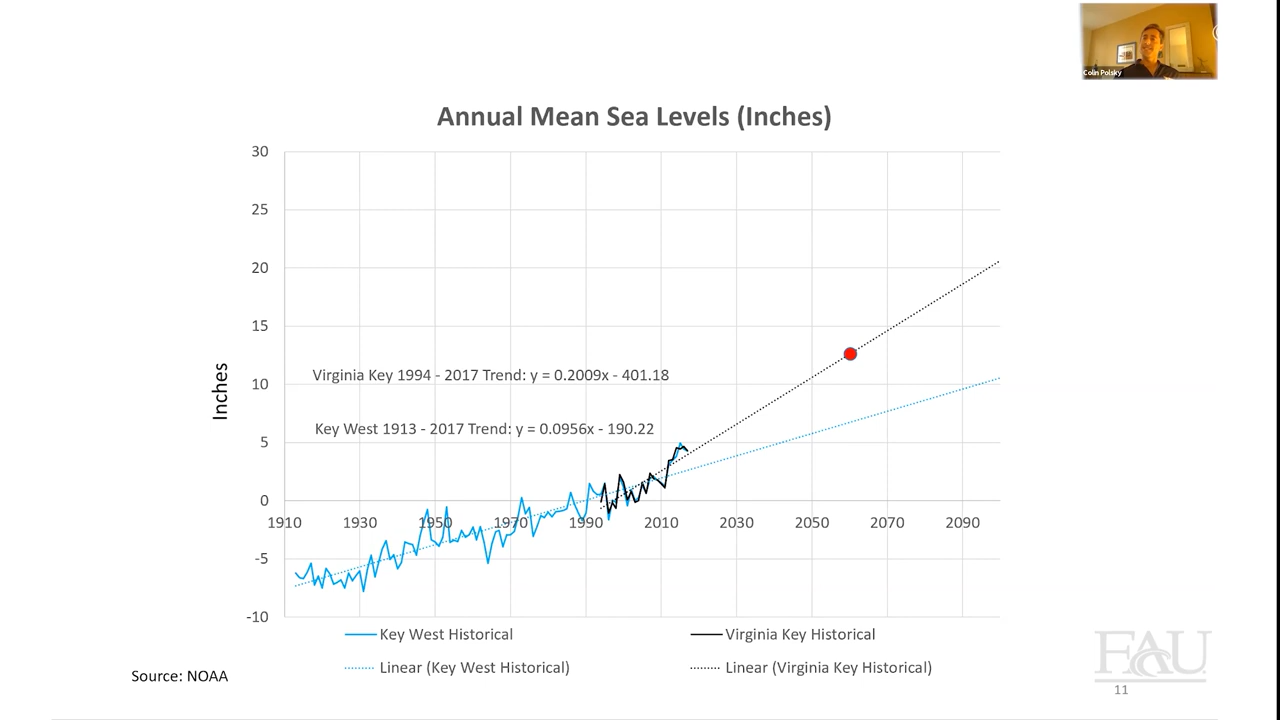 Colin Polsky
Annual Mean Sea Levels (Inches)
30
25
20
15
10
5
0
-5
-10
Inches
Virginia Key 1994 - 2017 Trend: y = 0.2009x - 401.18
Key West 1913 - 2017 Trend: y = 0.0956x - 190.22
1910 1930 1950 1970 1990 2010 2030 2050 2070 2090
Key West Historical Virginia Key Historical
Linear (Key West Historical) Linear (Virginia Key Historical)
Source: NOAA
FAU
11